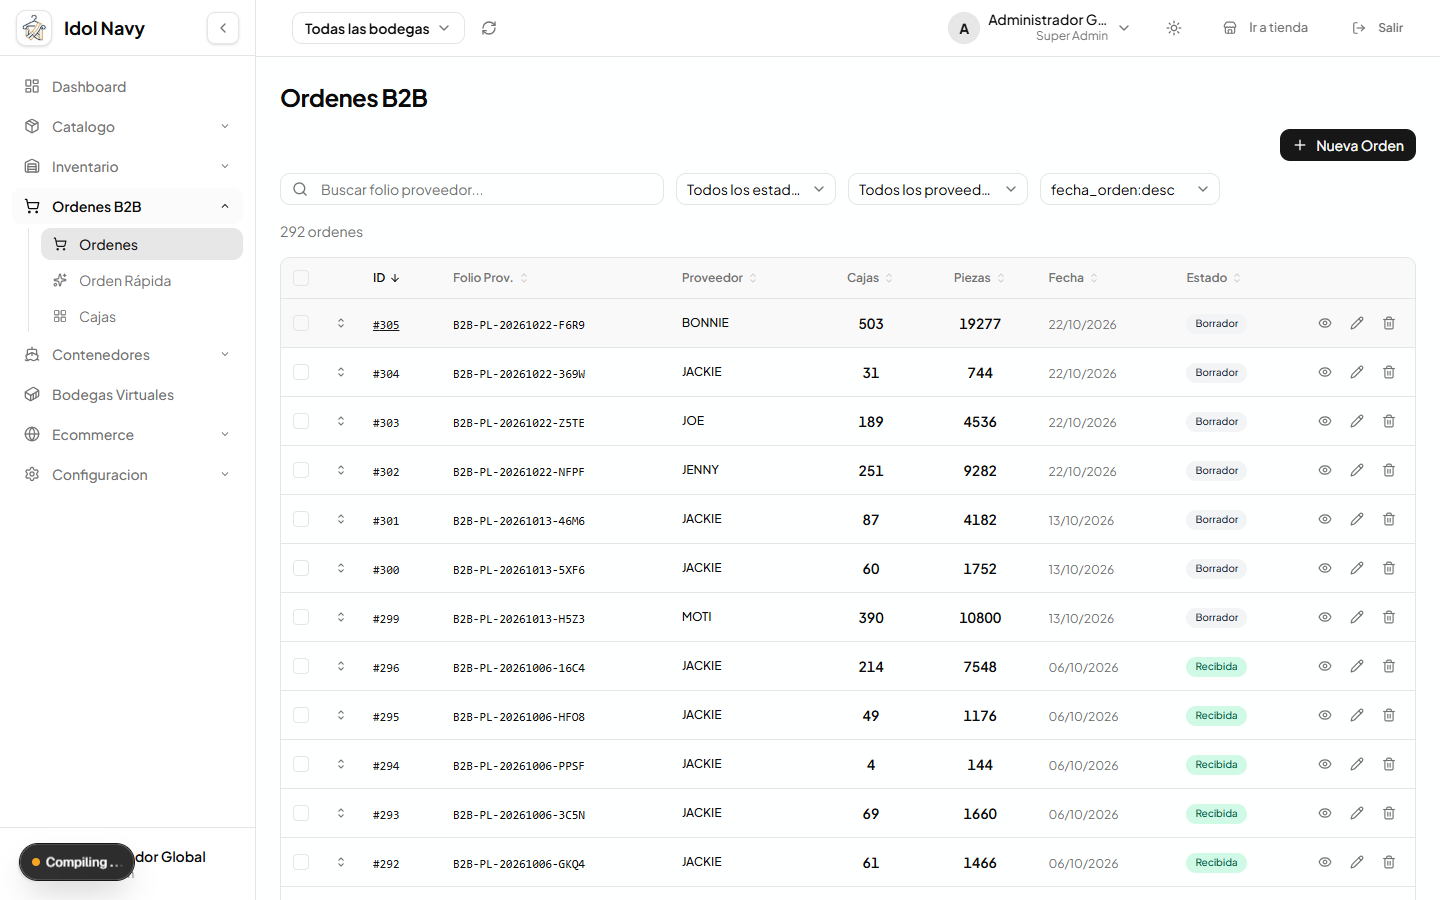 Idol Navy
Todas las bodegas
A
Administrador G...
Super Admin
Ir a tienda
Salir
Dashboard
Catalogo
Inventario
Ordenes B2B
Ordenes
Orden Rápida
Cajas
Contenedores
Bodegas Virtuales
Ecommerce
Configuracion
Compiling ...
dor Global
Ordenes B2B
Nueva Orden
Buscar folio proveedor...
Todos los estad...
Todos los proveed...
fecha_orden:desc
292 ordenes
ID Folio Prov. Proveedor Cajas Piezas Fecha Estado
#305 B2B-PL-20261022-F6R9 BONNIE 503 19277 22/10/2026 Borrador
#304 B2B-PL-20261022-369W JACKIE 31 744 22/10/2026 Borrador
#303 B2B-PL-20261022-Z5TE JOE 189 4536 22/10/2026 Borrador
#302 B2B-PL-20261022-NFPF JENNY 251 9282 22/10/2026 Borrador
#301 B2B-PL-20261013-46M6 JACKIE 87 4182 13/10/2026 Borrador
#300 B2B-PL-20261013-5XF6 JACKIE 60 1752 13/10/2026 Borrador
#299 B2B-PL-20261013-H5Z3 MOTI 390 10800 13/10/2026 Borrador
#296 B2B-PL-20261006-16C4 JACKIE 214 7548 06/10/2026 Recibida
#295 B2B-PL-20261006-HFO8 JACKIE 49 1176 06/10/2026 Recibida
#294 B2B-PL-20261006-PPSF JACKIE 4 144 06/10/2026 Recibida
#293 B2B-PL-20261006-3C5N JACKIE 69 1660 06/10/2026 Recibida
#292 B2B-PL-20261006-GKQ4 JACKIE 61 1466 06/10/2026 Recibida